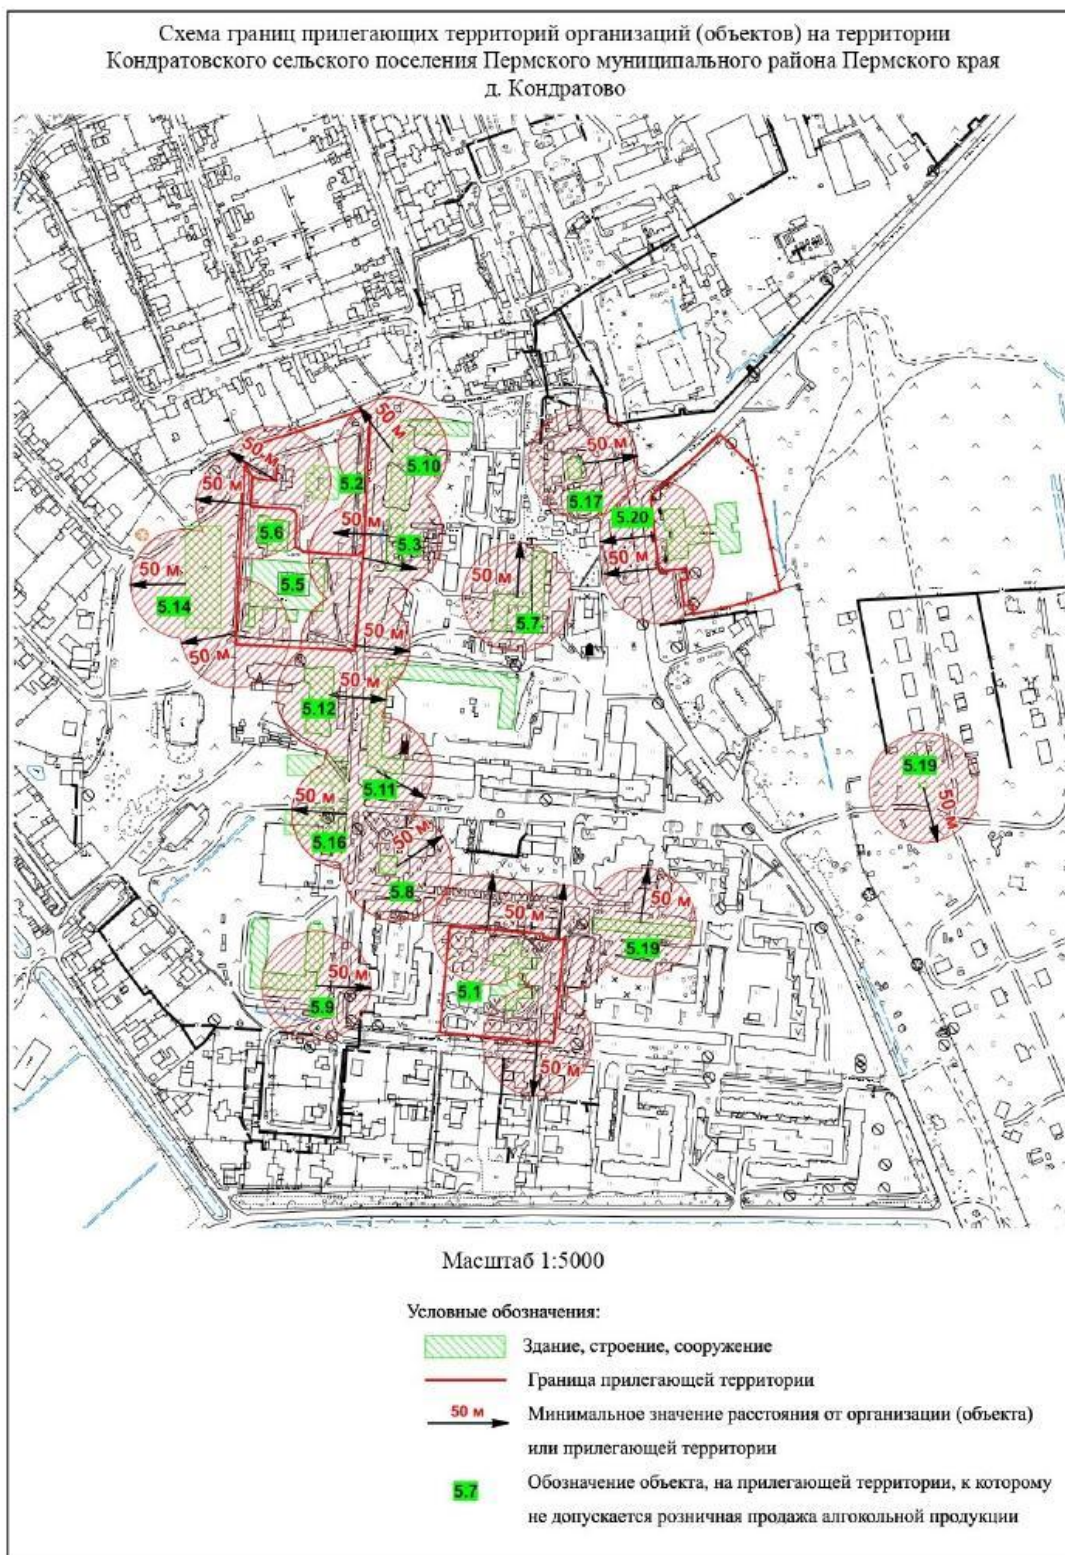 Схема границ прилегающих территорий организаций (объектов) на территории
Кондратовского сельского поселения Пермского муниципального района Пермского края
д. Кондратово
50 м
5.10
50 м
5.2
50 м
5.17
5.20
50 м
5.6
50 м
5.3
50 м
50 м
5.5
50 м
50 м
5.14
5.7
50 м
50 м
50 м
5.12
5.19
5.11
50 м
50 м
50 м
5.16
5.8
50 м
50 м
5.19
50 м
5.1
5.9
50 м
Масштаб 1:5000
Условные обозначения:
Здание, строение, сооружение
Граница прилегающей территории
50 м
Минимальное значение расстояния от организации (объекта)
или прилегающей территории
5.7
Обозначение объекта, на прилегающей территории, к которому
не допускается розничная продажа алгокольной продукции